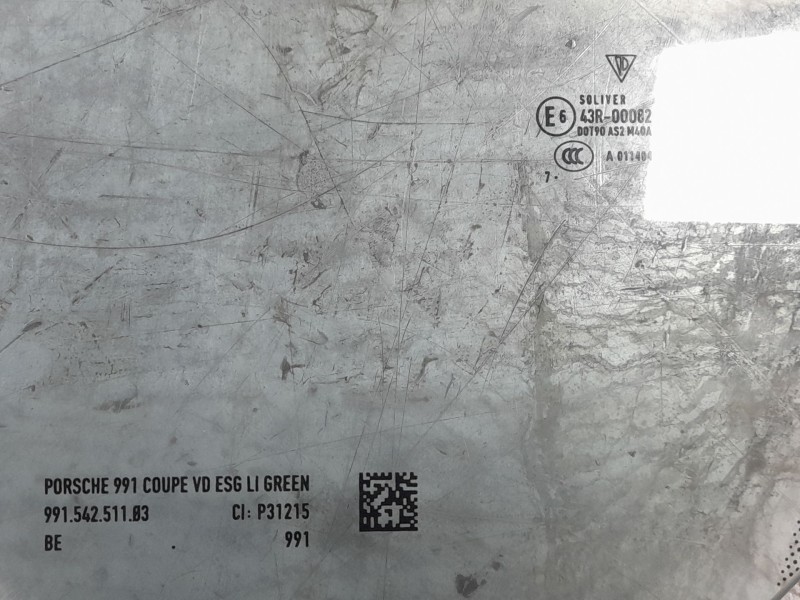 SOLIVER
E6 43R-00082
DOT90 AS2 M40A
CCC A 011404
7.
PORSCHE 991 COUPE VD ESG LI GREEN
991.542.511.03 CI: P31215
BE . 991